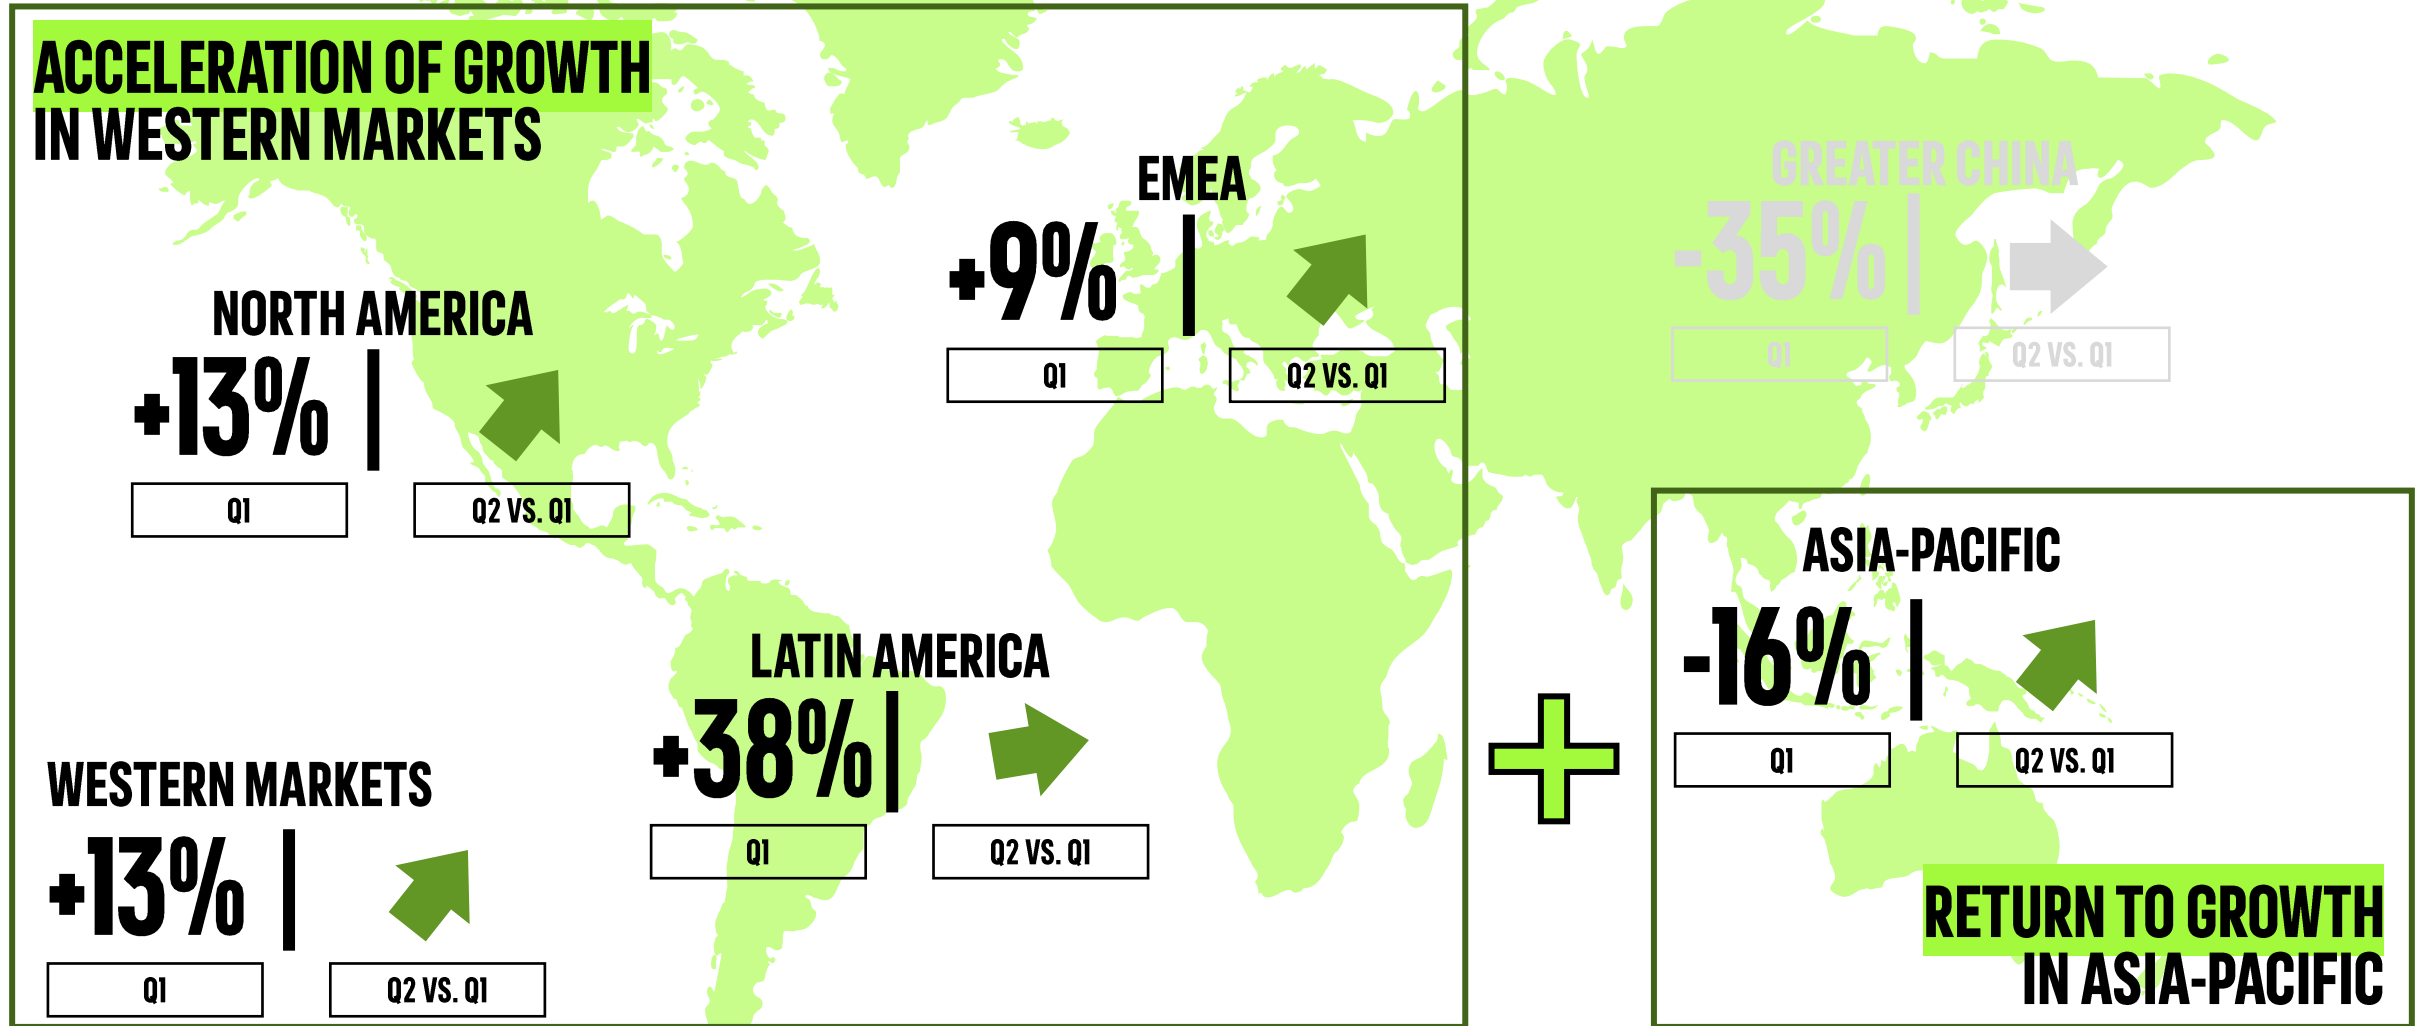 ACCELERATION OF GROWTH
IN WESTERN MARKETS
NORTH AMERICA
+13%
Q1
Q2 VS. Q1
EMEA
+9%
Q1
Q2 VS. Q1
LATIN AMERICA
+38%
Q1
Q2 VS. Q1
WESTERN MARKETS
+13%
Q1
Q2 VS. Q1
GREATER CHINA
-35%
Q1
Q2 VS. Q1
ASIA-PACIFIC
-16%
Q1
Q2 VS. Q1
RETURN TO GROWTH
IN ASIA-PACIFIC